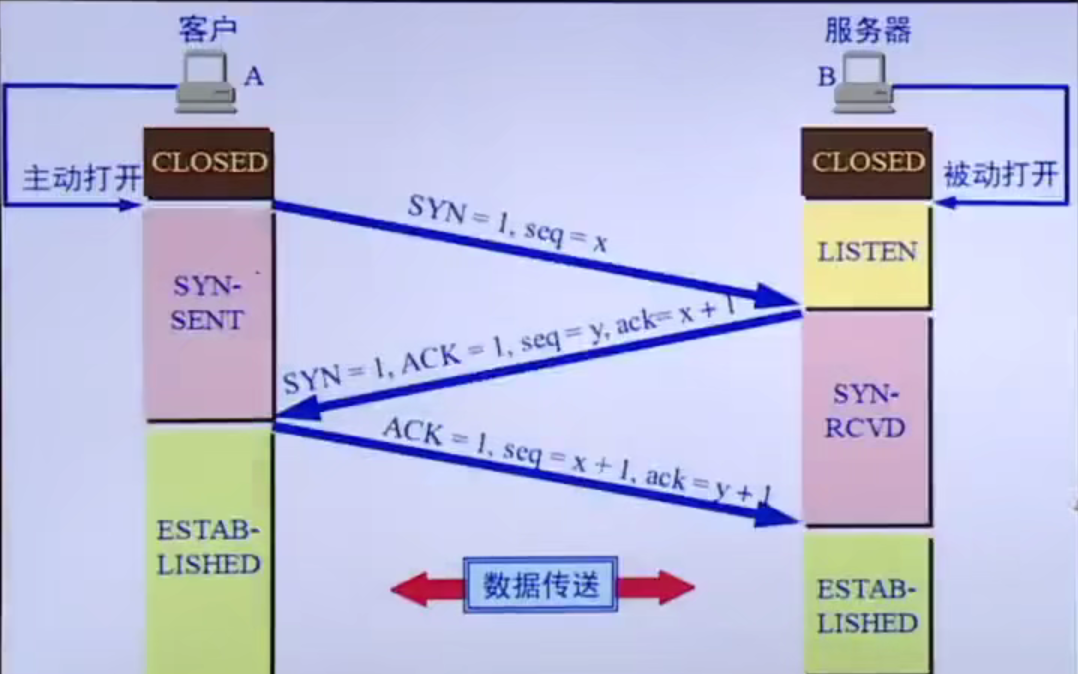 客户
服务器
A
B
CLOSED
CLOSED
主动打开
被动打开
SYN = 1, seq = x
LISTEN
SYN-
SENT
SYN = 1, ACK = 1, seq = y, ack= x + 1
SYN-
RCVD
ACK = 1, seq = x + 1, ack = y + 1
ESTAB-
LISHED
数据传送
ESTAB-
LISHED